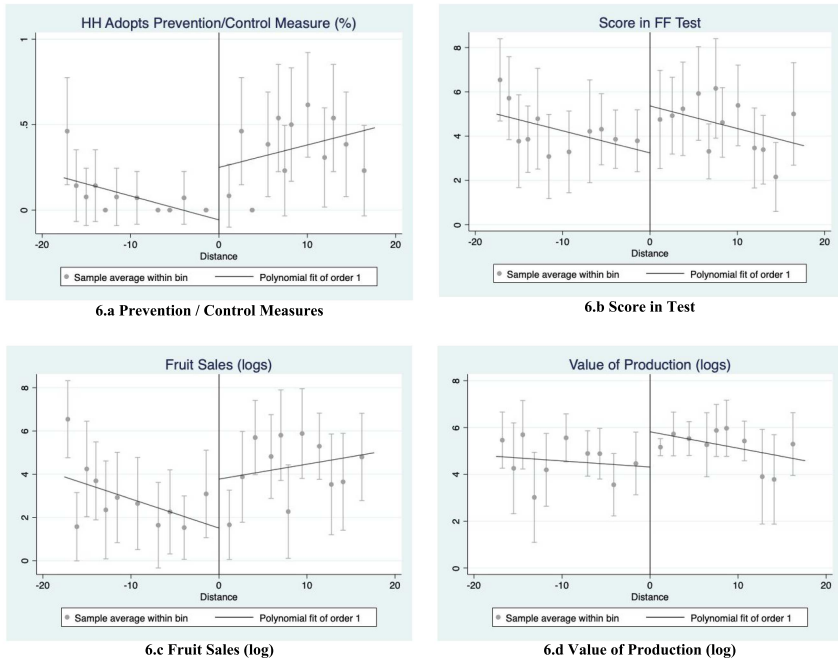 HH Adopts Prevention/Control Measure (%)
1
.5
0
-20 -10 0 10 20
Distance
Sample average within bin Polynomial fit of order 1
6.a Prevention / Control Measures
Score in FF Test
8
6
4
2
0
-20 -10 0 10 20
Distance
Sample average within bin Polynomial fit of order 1
6.b Score in Test
Fruit Sales (logs)
8
6
4
2
0
-20 -10 0 10 20
Distance
Sample average within bin Polynomial fit of order 1
6.c Fruit Sales (log)
Value of Production (logs)
8
6
4
2
0
-20 -10 0 10 20
Distance
Sample average within bin Polynomial fit of order 1
6.d Value of Production (log)